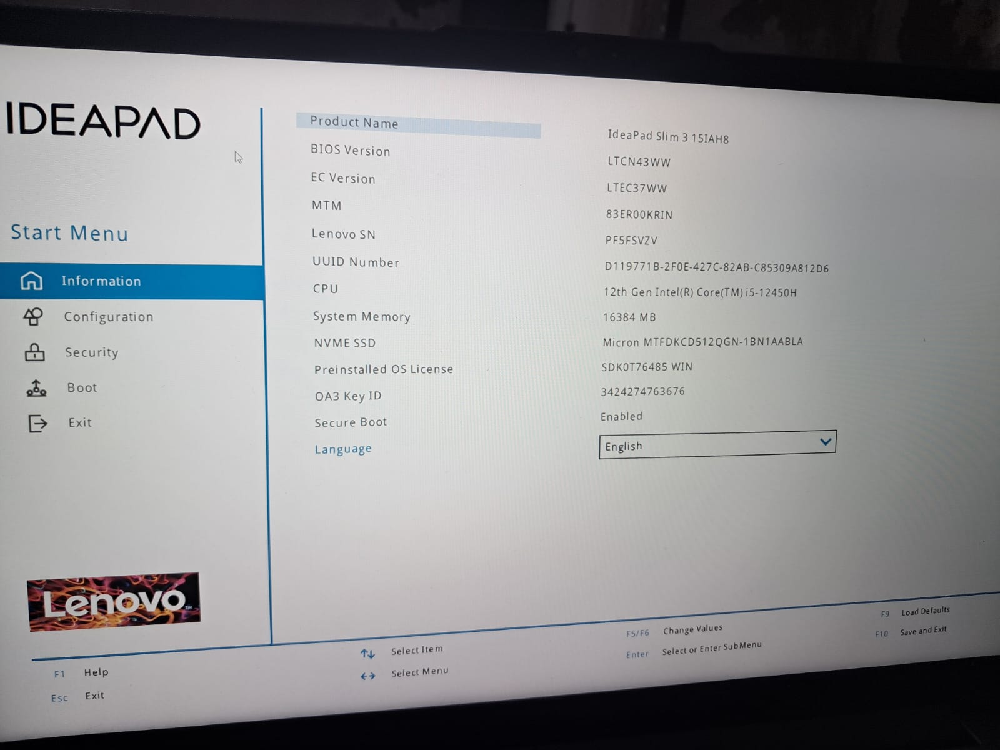 IDEAPAD
Start Menu
Information
Configuration
Security
Boot
Exit
Product Name IdeaPad Slim 3 15IAH8
BIOS Version LTCN43WW
EC Version LTEC37WW
MTM 83ER00KRIN
Lenovo SN PF5FSVZV
UUID Number D119771B-2F0E-427C-82AB-C85309A812D6
CPU 12th Gen Intel(R) Core(TM) i5-12450H
System Memory 16384 MB
NVME SSD Micron MTFDKCD512QGN-1BN1AABLA
Preinstalled OS License SDK0T76485 WIN
OA3 Key ID 3424274763676
Secure Boot Enabled
Language English
Lenovo™
F1 Help
Esc Exit
↑↓ Select Item
↔ Select Menu
F5/F6 Change Values
Enter Select or Enter SubMenu
F9 Load Defaults
F10 Save and Exit